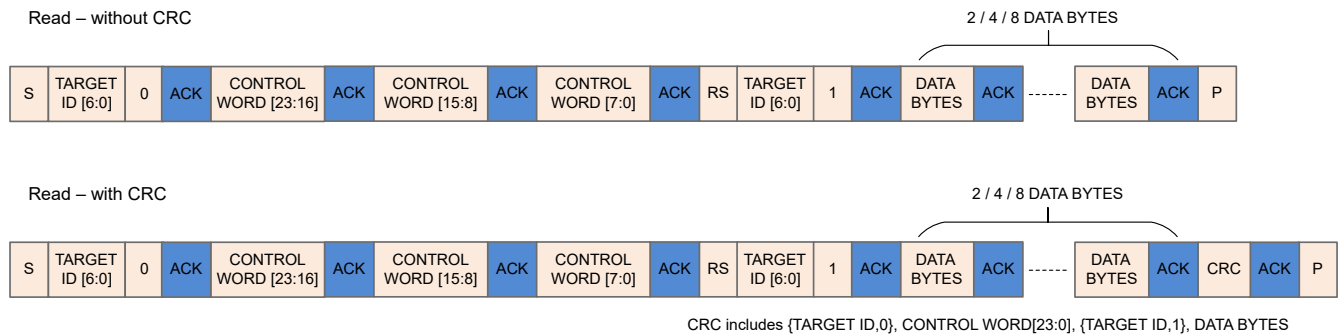 Read – without CRC
2 / 4 / 8 DATA BYTES
S TARGET ID [6:0] 0 ACK CONTROL WORD [23:16] ACK CONTROL WORD [15:8] ACK CONTROL WORD [7:0] ACK RS TARGET ID [6:0] 1 ACK DATA BYTES ACK ------ DATA BYTES ACK P
Read – with CRC
2 / 4 / 8 DATA BYTES
S TARGET ID [6:0] 0 ACK CONTROL WORD [23:16] ACK CONTROL WORD [15:8] ACK CONTROL WORD [7:0] ACK RS TARGET ID [6:0] 1 ACK DATA BYTES ACK ------ DATA BYTES ACK CRC ACK P
CRC includes {TARGET ID,0}, CONTROL WORD[23:0], {TARGET ID,1}, DATA BYTES